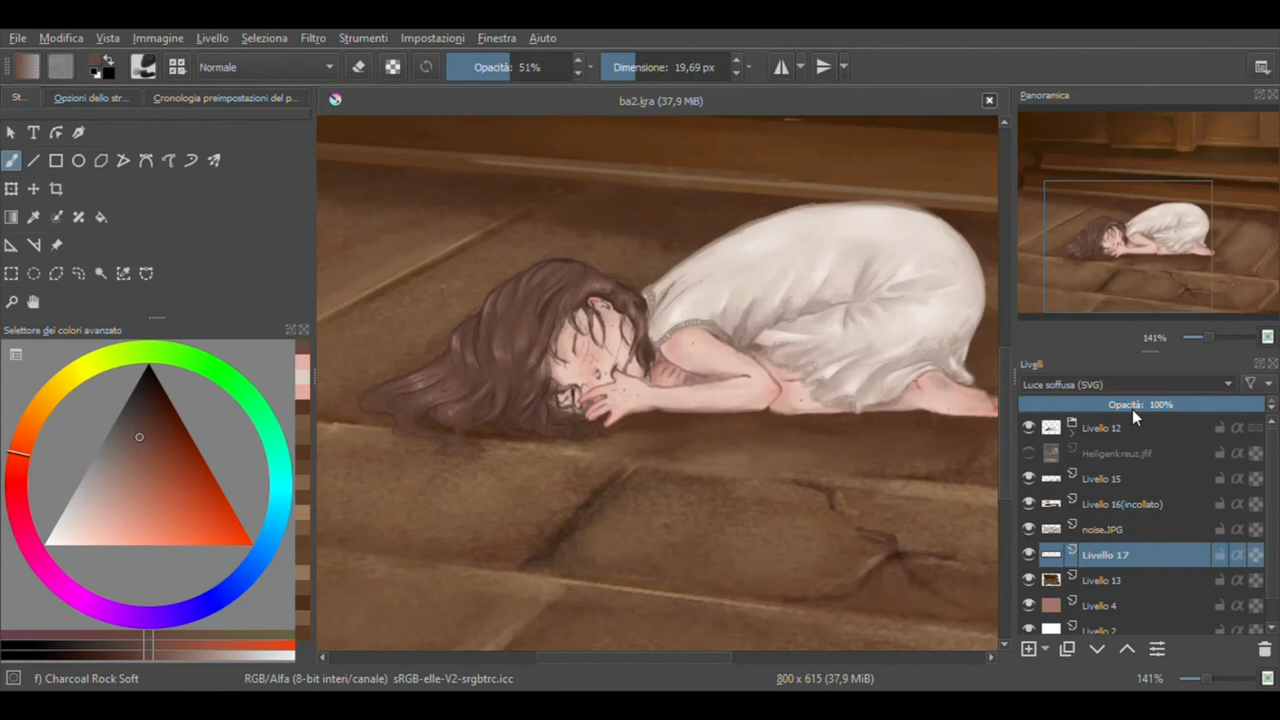 File Modifica Vista Immagine Livello Seleziona Filtro Strumenti Impostazioni Finestra Aiuto
Normale Opacità: 51% Dimensione: 19,69 px
St... Opzioni dello str... Cronologia preimpostazioni del p...
ba2.kra (37,9 MiB)
Panoramica
141%
Selettore dei colori avanzato
Livelli
Luce soffusa (SVG)
Opacità: 100%
Livello 12
Heiligenkreuz.jfif
Livello 15
Livello 16(incollato)
noise.JPG
Livello 17
Livello 13
Livello 4
Livello 2
f) Charcoal Rock Soft RGB/Alfa (8-bit interi/canale) sRGB-elle-V2-srgbtrc.icc 800 x 615 (37,9 MiB) 141%